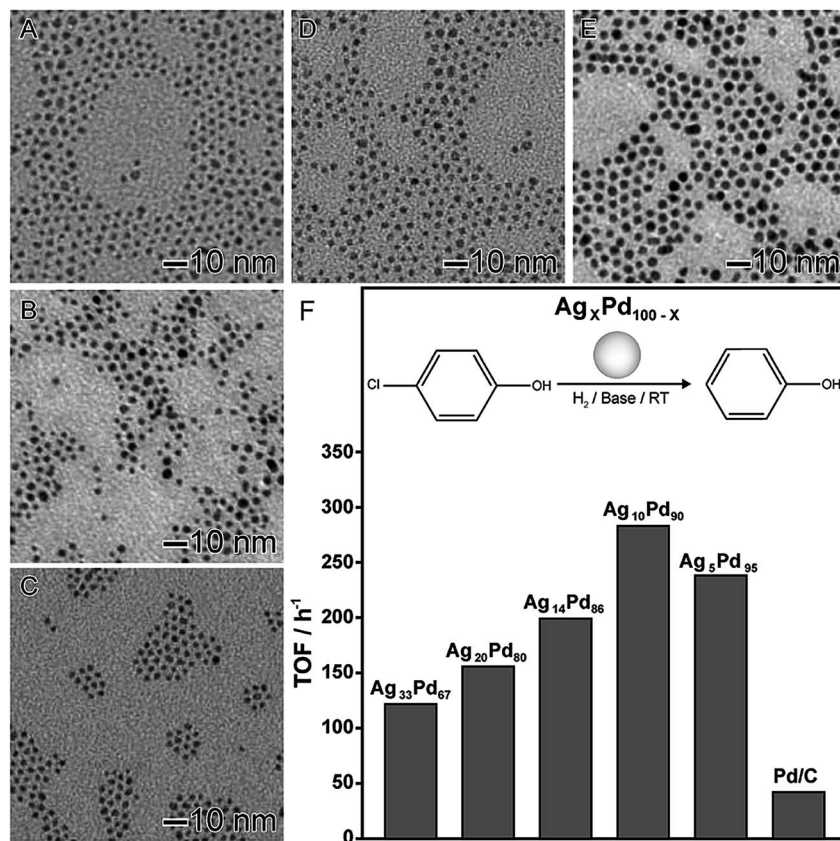 A
10 nm
D
10 nm
E
10 nm
B
10 nm
C
10 nm
F
AgₓPd₁₀₀₋ₓ
Cl
OH
H₂ / Base / RT
OH
TOF / h⁻¹
350
300
250
200
150
100
50
0
Ag₃₃Pd₆₇
Ag₂₀Pd₈₀
Ag₁₄Pd₈₆
Ag₁₀Pd₉₀
Ag₅Pd₉₅
Pd/C